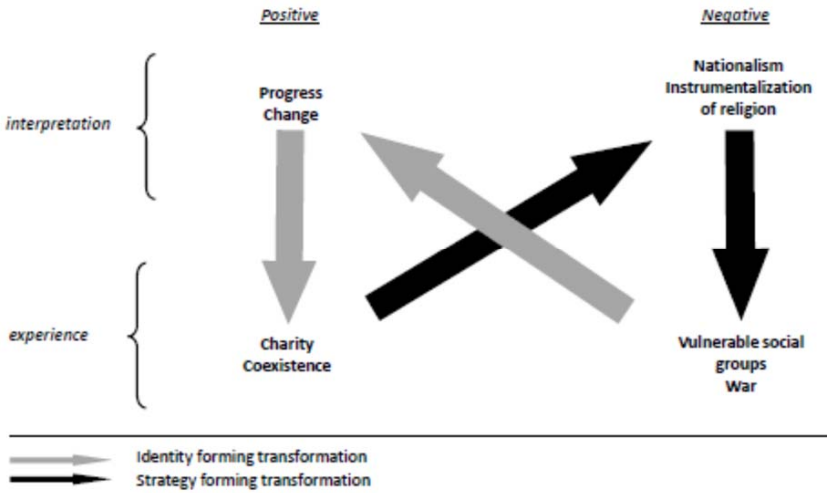 Positive
Negative
Nationalism
Instrumentalization
of religion
Progress
Change
interpretation
experience
Charity
Coexistence
Vulnerable social
groups
War
Identity forming transformation
Strategy forming transformation